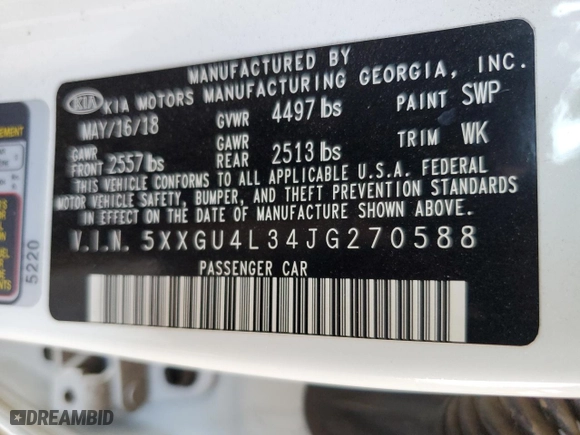 MANUFACTURED BY
KIA KIA MOTORS MANUFACTURING GEORGIA, INC.
MAY/16/18 GVWR 4497 lbs PAINT SWP
GAWR FRONT 2557 lbs GAWR REAR 2513 lbs TRIM WK
THIS VEHICLE CONFORMS TO ALL APPLICABLE U.S.A. FEDERAL
MOTOR VEHICLE SAFETY, BUMPER, AND THEFT PREVENTION STANDARDS
IN EFFECT ON THE DATE OF MANUFACTURE SHOWN ABOVE.
V.I.N. 5XXGU4L34JG270588
PASSENGER CAR
5220
DREAMBID